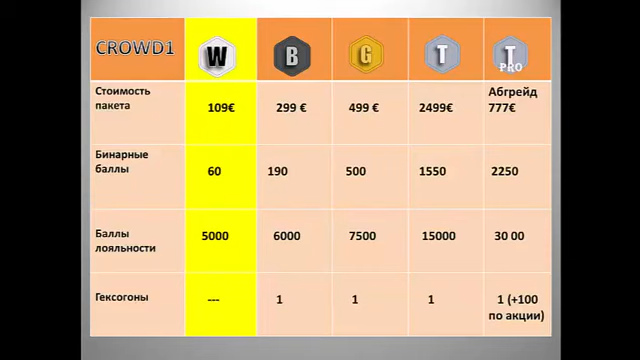 CROWD1 W B G T T PRO
Стоимость пакета 109€ 299 € 499 € 2499€ Абгрейд 777€
Бинарные баллы 60 190 500 1550 2250
Баллы лояльности 5000 6000 7500 15000 30 00
Гексогоны --- 1 1 1 1 (+100 по акции)